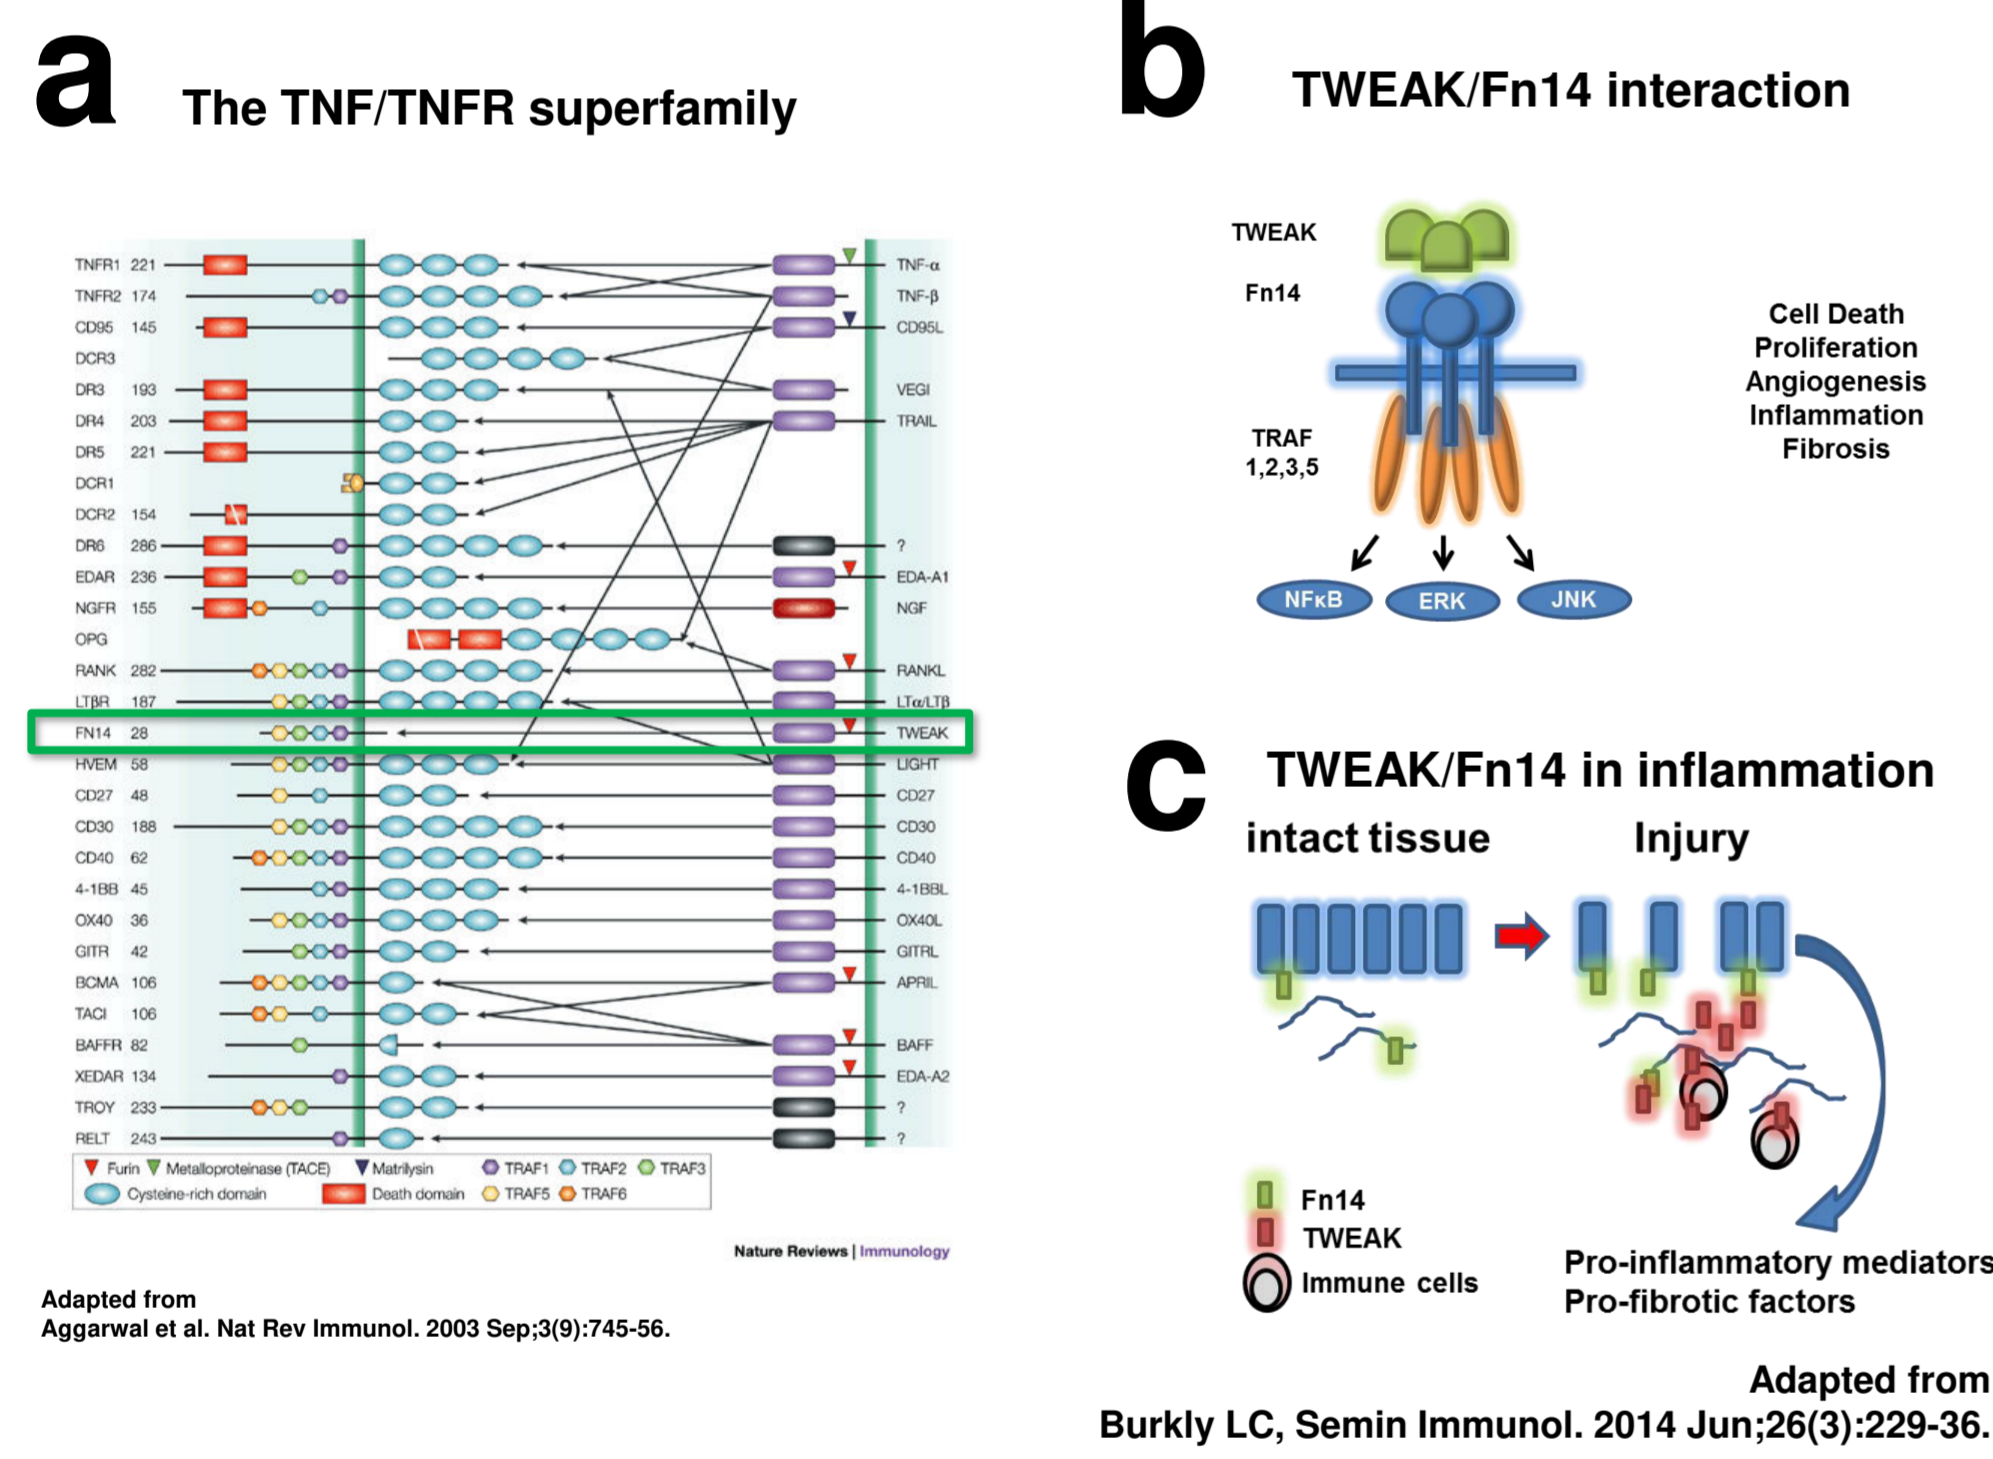 a
The TNF/TNFR superfamily
TNFR1 221 TNF-α
TNFR2 174 TNF-β
CD95 145 CD95L
DCR3
DR3 193 VEGI
DR4 203 TRAIL
DR5 221
DCR1
DCR2 154
DR6 286 ?
EDAR 236 EDA-A1
NGFR 155 NGF
OPG
RANK 282 RANKL
LTβR 187 LTα/LTβ
FN14 28 TWEAK
HVEM 58 LIGHT
CD27 48 CD27
CD30 188 CD30
CD40 62 CD40
4-1BB 45 4-1BBL
OX40 36 OX40L
GITR 42 GITRL
BCMA 106 APRIL
TACI 106
BAFFR 82 BAFF
XEDAR 134 EDA-A2
TROY 233 ?
RELT 243 ?
Furin Metalloproteinase (TACE) Matrilysin TRAF1 TRAF2 TRAF3
Cysteine-rich domain Death domain TRAF5 TRAF6
Nature Reviews | Immunology
Adapted from
Aggarwal et al. Nat Rev Immunol. 2003 Sep;3(9):745-56.
b
TWEAK/Fn14 interaction
TWEAK
Fn14
TRAF
1,2,3,5
NFκB ERK JNK
Cell Death
Proliferation
Angiogenesis
Inflammation
Fibrosis
c
TWEAK/Fn14 in inflammation
intact tissue Injury
Fn14
TWEAK
Immune cells
Pro-inflammatory mediators
Pro-fibrotic factors
Adapted from
Burkly LC, Semin Immunol. 2014 Jun;26(3):229-36.